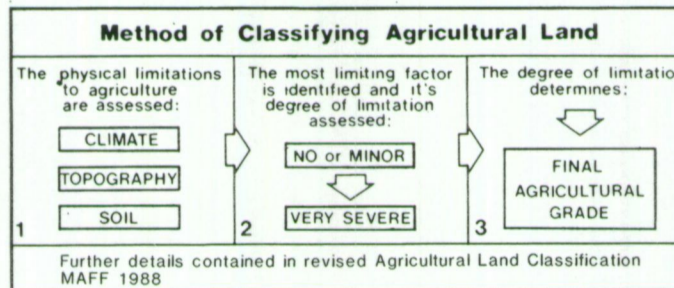 Method of Classifying Agricultural Land
The physical limitations
to agriculture
are assessed:
CLIMATE
TOPOGRAPHY
SOIL
1
The most limiting factor
is identified and it's
degree of limitation
assessed:
NO or MINOR
VERY SEVERE
2
The degree of limitatio
determines:
FINAL
AGRICULTURAL
GRADE
3
Further details contained in revised Agricultural Land Classification
MAFF 1988